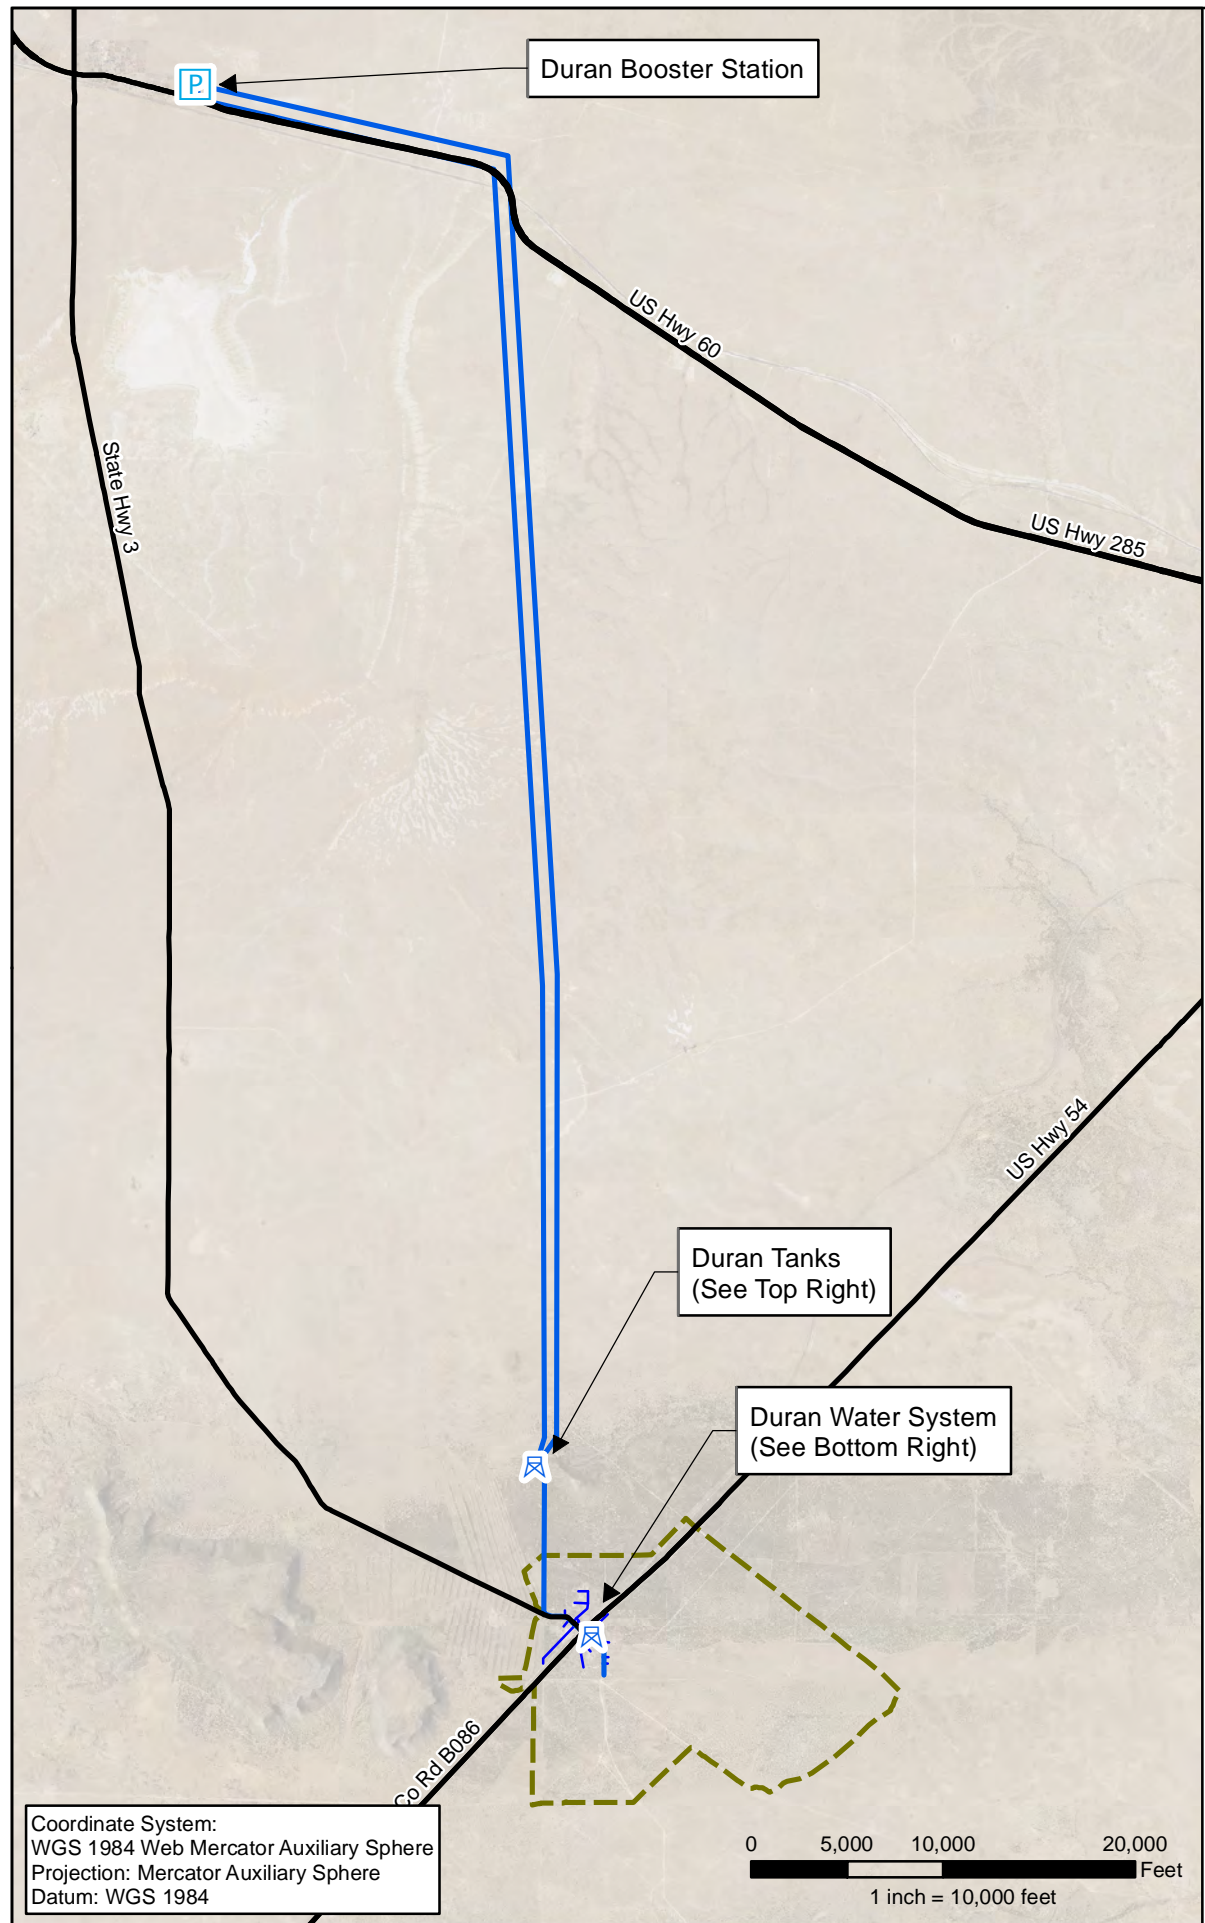 P
Duran Booster Station
US Hwy 60
State Hwy 3
US Hwy 285
US Hwy 54
Duran Tanks
(See Top Right)
Duran Water System
(See Bottom Right)
Co Rd B086
Coordinate System:
WGS 1984 Web Mercator Auxiliary Sphere
Projection: Mercator Auxiliary Sphere
Datum: WGS 1984
0 5,000 10,000 20,000
Feet
1 inch = 10,000 feet